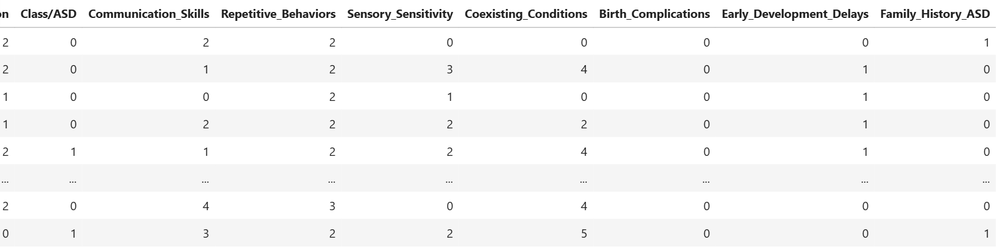 on Class/ASD Communication_Skills Repetitive_Behaviors Sensory_Sensitivity Coexisting_Conditions Birth_Complications Early_Development_Delays Family_History_ASD
2 0 2 2 0 0 0 0 1
2 0 1 2 3 4 0 1 0
1 0 0 2 1 0 0 1 0
1 0 2 2 2 2 0 1 0
2 1 1 2 2 4 0 1 0
... ... ... ... ... ... ... ... ...
2 0 4 3 0 4 0 0 0
0 1 3 2 2 5 0 0 1